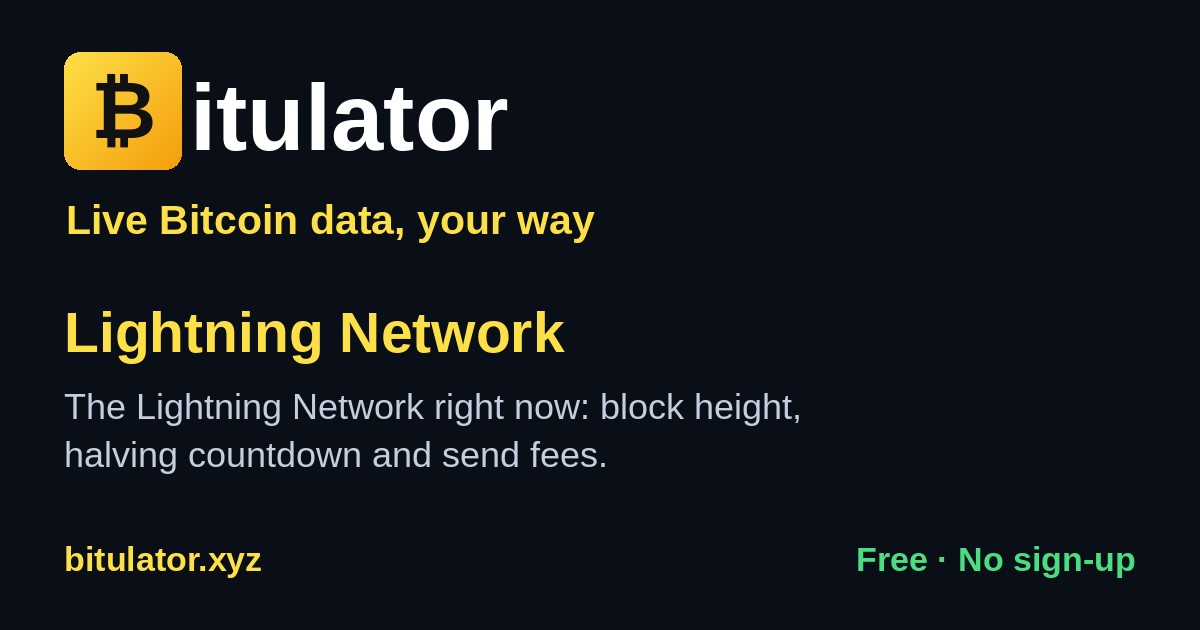 ₿itulator
Live Bitcoin data, your way
Lightning Network
The Lightning Network right now: block height,
halving countdown and send fees.
bitulator.xyz
Free · No sign-up